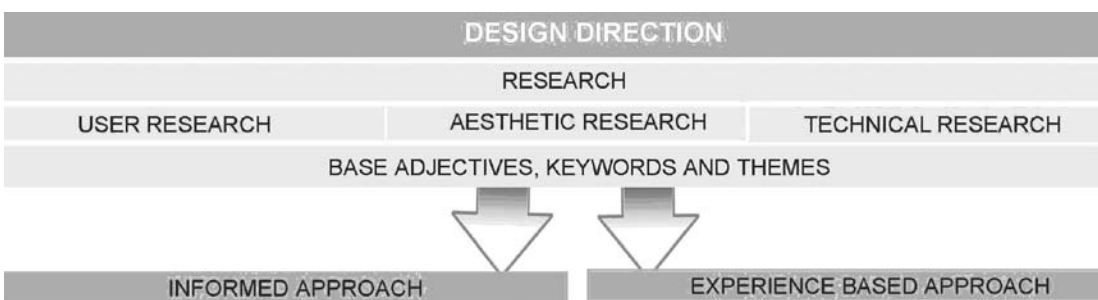 DESIGN DIRECTION
RESEARCH
USER RESEARCH
AESTHETIC RESEARCH
TECHNICAL RESEARCH
BASE ADJECTIVES, KEYWORDS AND THEMES
INFORMED APPROACH
EXPERIENCE BASED APPROACH